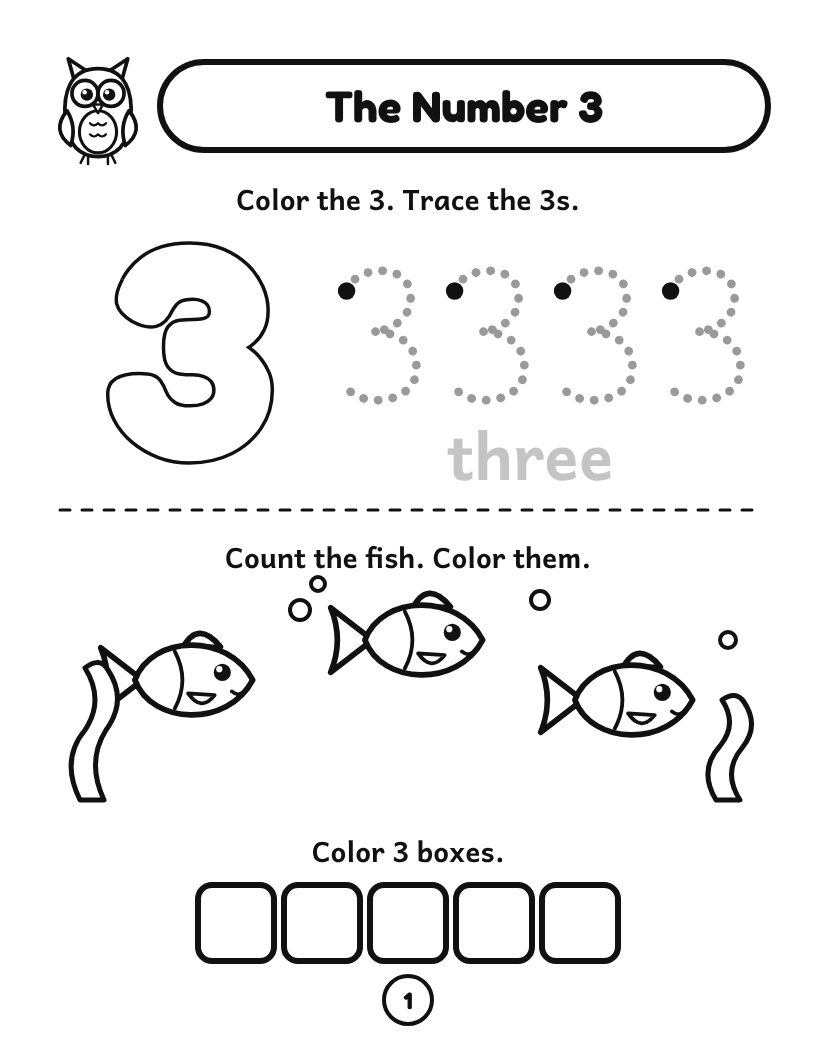 The Number 3
Color the 3. Trace the 3s.
3 3 3 3 3
three
Count the fish. Color them.
Color 3 boxes.
1